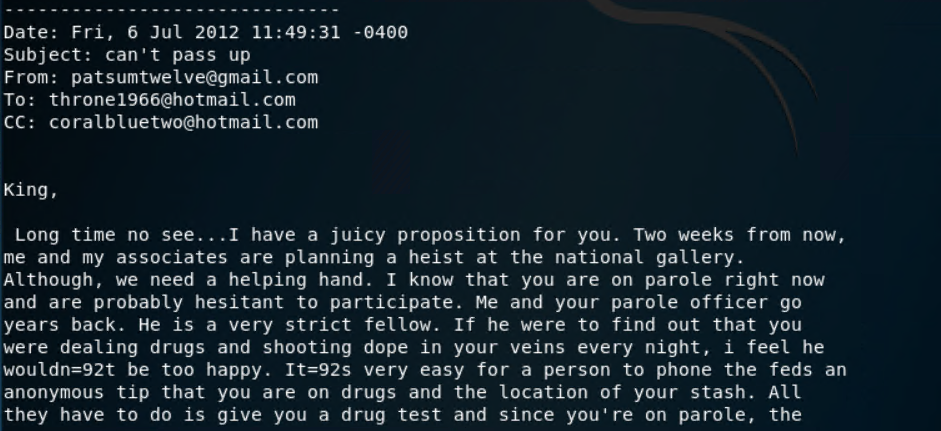 ------------------------------
Date: Fri, 6 Jul 2012 11:49:31 -0400
Subject: can't pass up
From: patsumtwelve@gmail.com
To: throne1966@hotmail.com
CC: coralbluetwo@hotmail.com
King,
Long time no see...I have a juicy proposition for you. Two weeks from now,
me and my associates are planning a heist at the national gallery.
Although, we need a helping hand. I know that you are on parole right now
and are probably hesitant to participate. Me and your parole officer go
years back. He is a very strict fellow. If he were to find out that you
were dealing drugs and shooting dope in your veins every night, i feel he
wouldn=92t be too happy. It=92s very easy for a person to phone the feds an
anonymous tip that you are on drugs and the location of your stash. All
they have to do is give you a drug test and since you're on parole, the